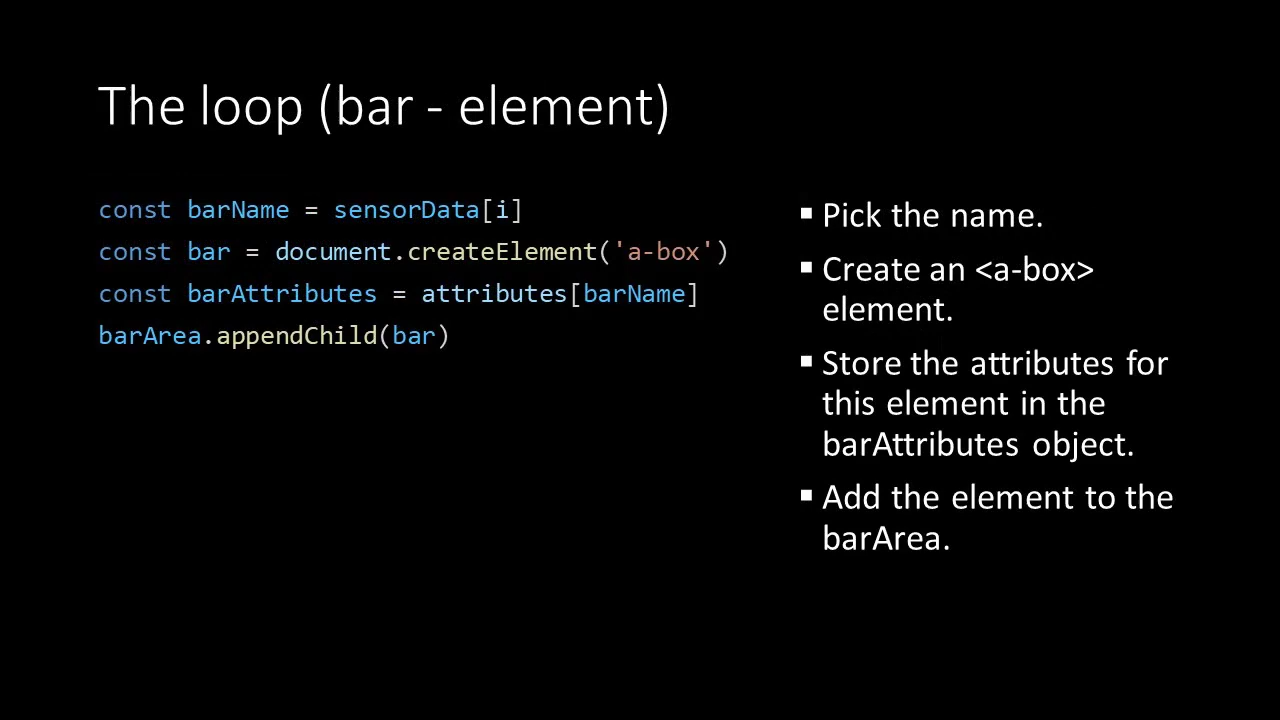 The loop (bar - element)
const barName = sensorData[i]
const bar = document.createElement('a-box')
const barAttributes = attributes[barName]
barArea.appendChild(bar)
▪ Pick the name.
▪ Create an <a-box>
element.
▪ Store the attributes for
this element in the
barAttributes object.
▪ Add the element to the
barArea.